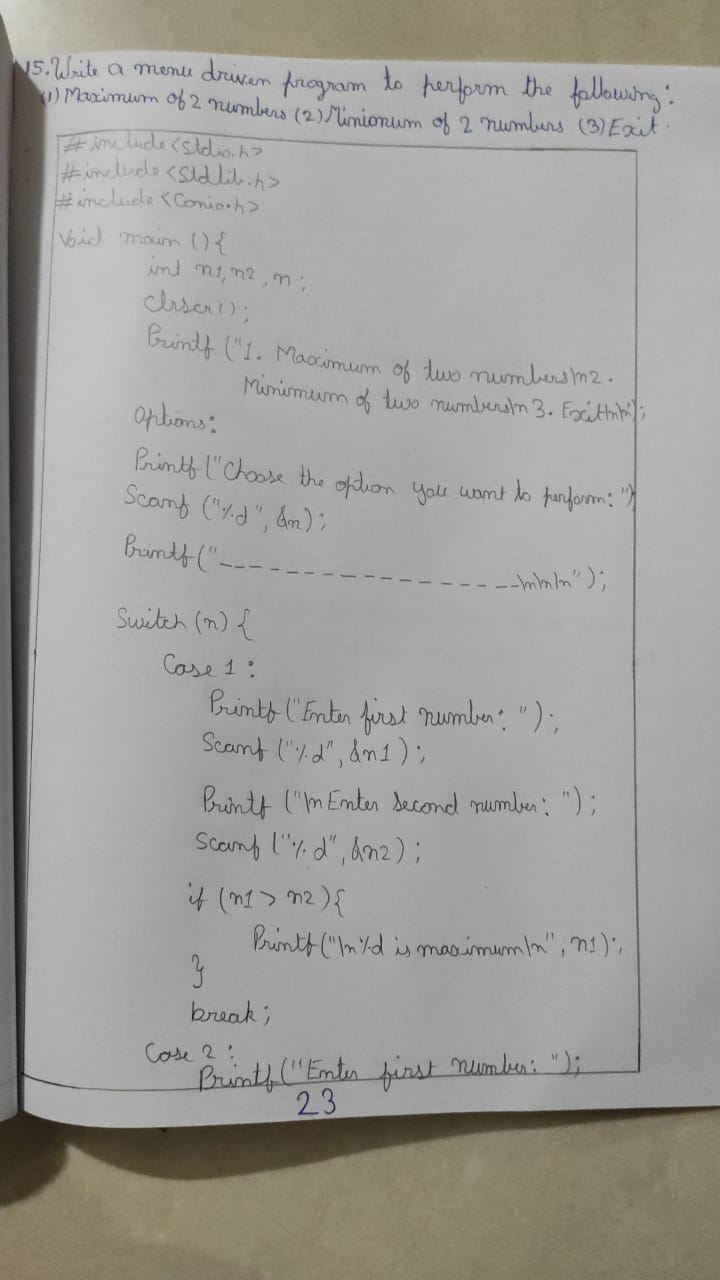 15. Write a menu driven program to perform the following:
(1) Maximum of 2 numbers (2) Minimum of 2 numbers (3) Exit.
#include <Stdio.h>
#include <Stdlib.h>
#include <Conio.h>
Void main () {
int n1, n2, n;
clrscr();
Printf ("1. Maximum of two numbers\n2.
Minimum of two numbers\n 3. Exit\n\n");
Options:
Printf ("Choose the option you want to perform: ")
Scanf ("%d", &n);
Printf ("------------------\n\n\n");
Switch (n) {
Case 1 :
Printf ("Enter first number: ");
Scanf ("%d", &n1);
Printf ("\n Enter Second number: ");
Scanf ("%d", &n2);
if (n1 > n2) {
Printf ("\n%d is maximum\n", n1);
}
break;
Case 2 :
Printf ("Enter first number: ");
23